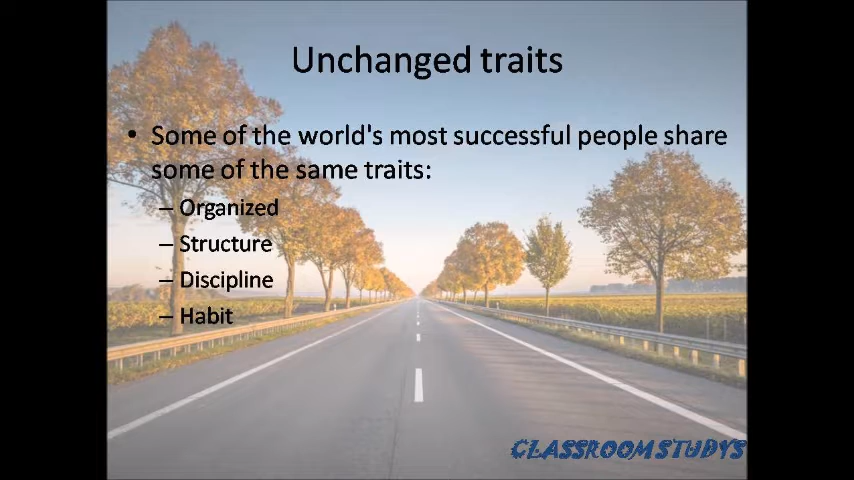 Unchanged traits
• Some of the world's most successful people share
some of the same traits:
– Organized
– Structure
– Discipline
– Habit
CLASSROOMSTUDYS